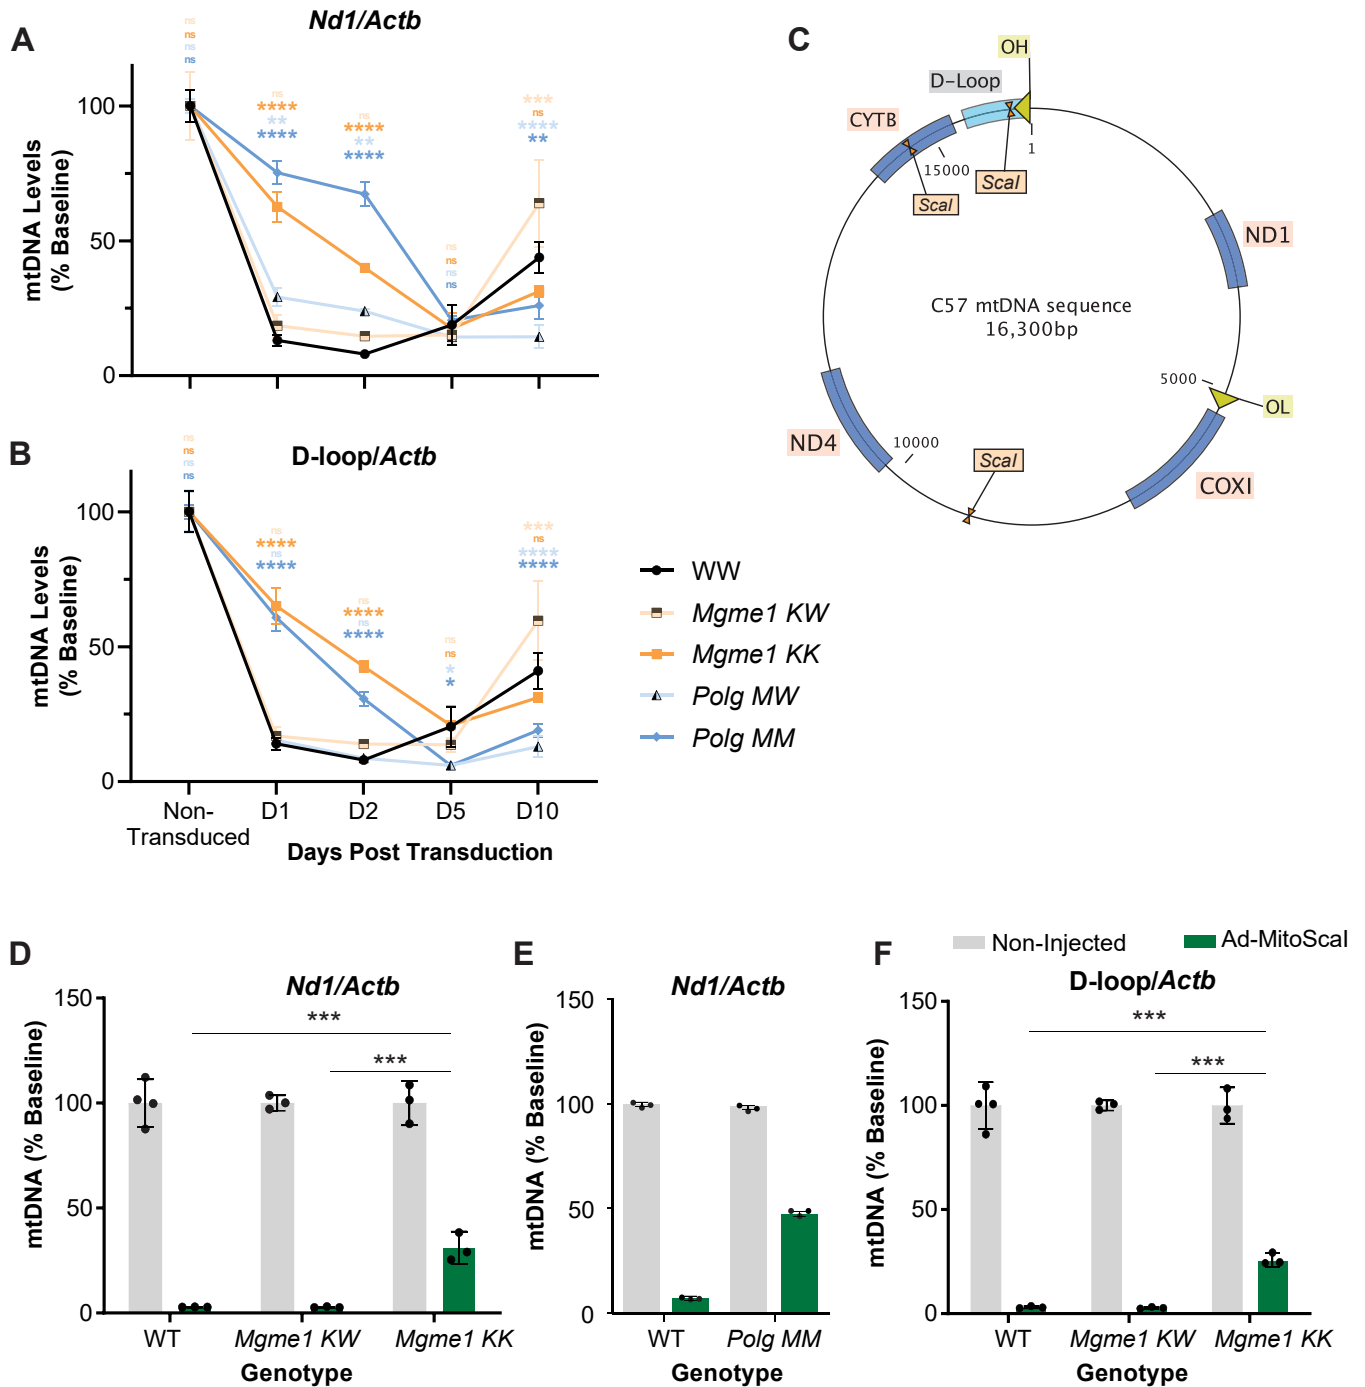 A
Nd1/Actb
ns
ns
ns
ns
ns
****
**
****
ns
****
**
****
ns
ns
ns
ns
***
ns
****
**
mtDNA Levels
(% Baseline)
100
50
0
B
D-loop/Actb
ns
ns
ns
ns
ns
****
ns
****
ns
****
ns
****
ns
ns
*
*
***
ns
****
****
mtDNA Levels
(% Baseline)
100
50
0
Non-
Transduced
D1
D2
D5
D10
Days Post Transduction
WW
Mgme1 KW
Mgme1 KK
Polg MW
Polg MM
C
OH
D-Loop
CYTB
15000
1
ScaI
ScaI
ND1
C57 mtDNA sequence
16,300bp
5000
OL
ND4
10000
ScaI
COXI
Non-Injected
Ad-MitoScaI
D
Nd1/Actb
mtDNA (% Baseline)
150
100
50
0
***
***
WT
Mgme1 KW
Mgme1 KK
Genotype
E
Nd1/Actb
mtDNA (% Baseline)
150
100
50
0
WT
Polg MM
Genotype
F
D-loop/Actb
mtDNA (% Baseline)
150
100
50
0
***
***
WT
Mgme1 KW
Mgme1 KK
Genotype